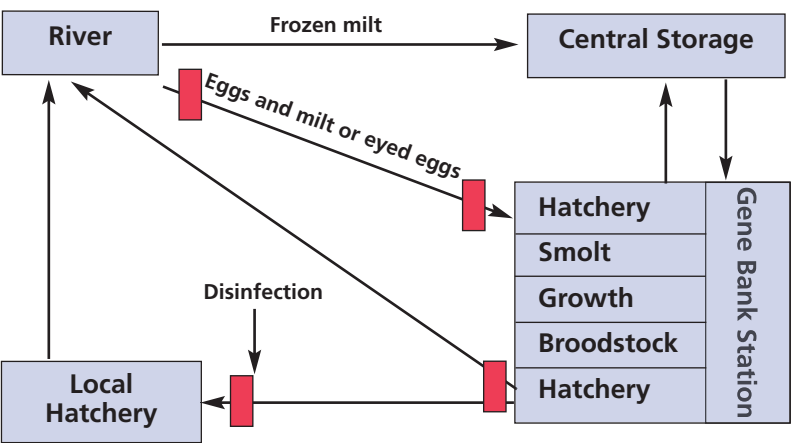 River
Frozen milt
Central Storage
Eggs and milt or eyed eggs
Hatchery
Smolt
Growth
Broodstock
Hatchery
Gene Bank Station
Disinfection
Local
Hatchery